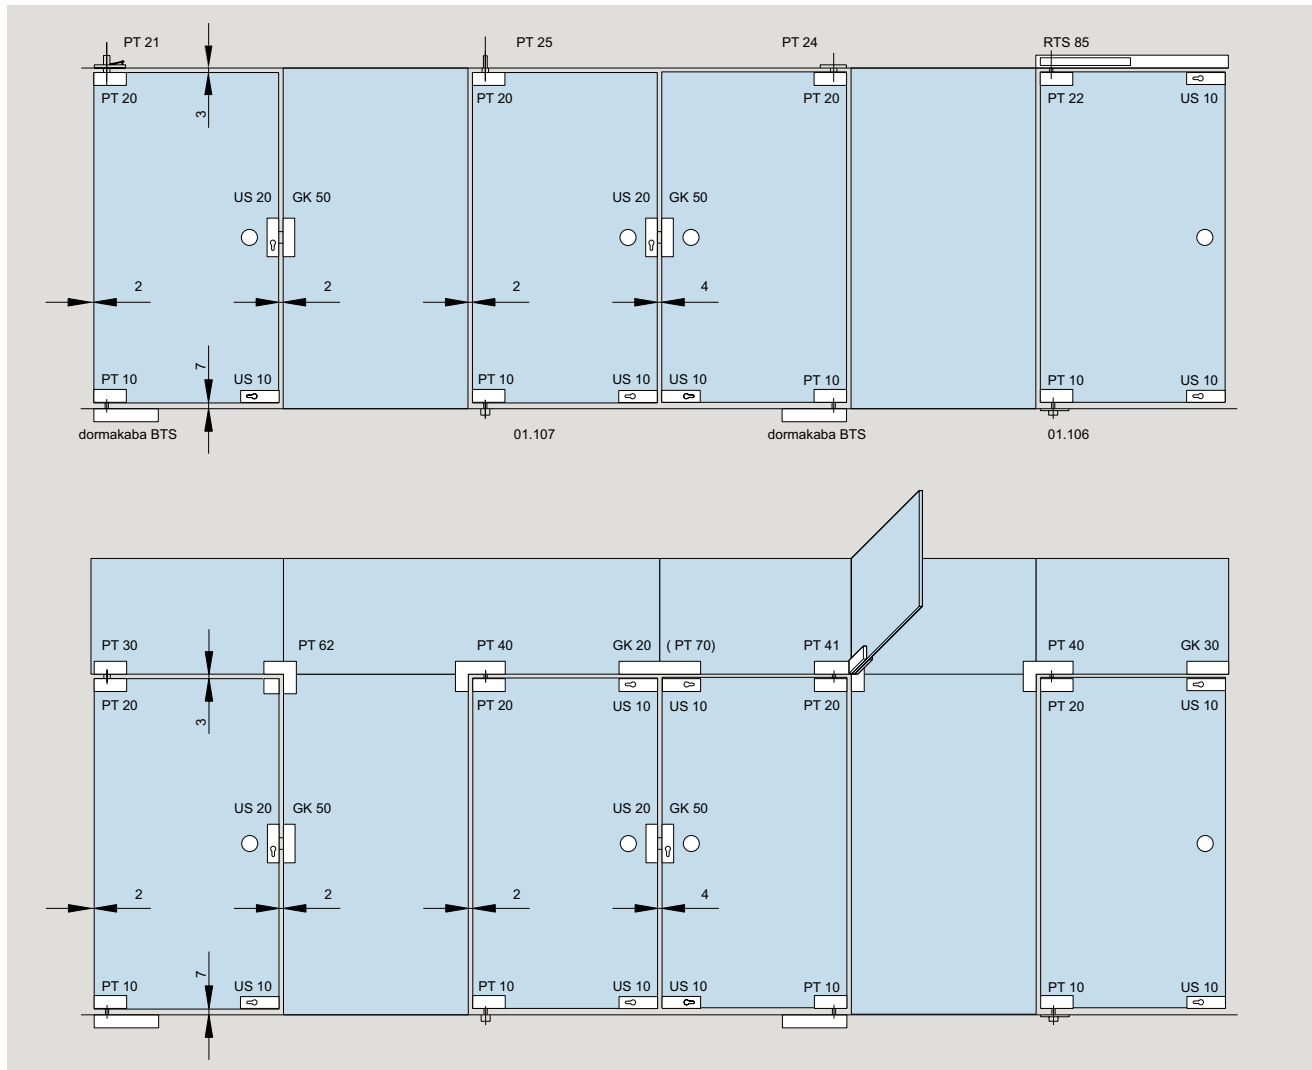 PT 21 PT 25 PT 24 RTS 85
PT 20 PT 20 PT 20 PT 22 US 10
3
US 20 GK 50 US 20 GK 50
2 2 2 4
7
PT 10 US 10 PT 10 US 10 US 10 PT 10 PT 10 US 10
dormakaba BTS 01.107 dormakaba BTS 01.106
PT 30 PT 62 PT 40 GK 20 ( PT 70) PT 41 PT 40 GK 30
PT 20 PT 20 US 10 US 10 PT 20 PT 20 US 10
3
US 20 GK 50 US 20 GK 50
2 2 2 4
7
PT 10 US 10 PT 10 US 10 US 10 PT 10 PT 10 US 10